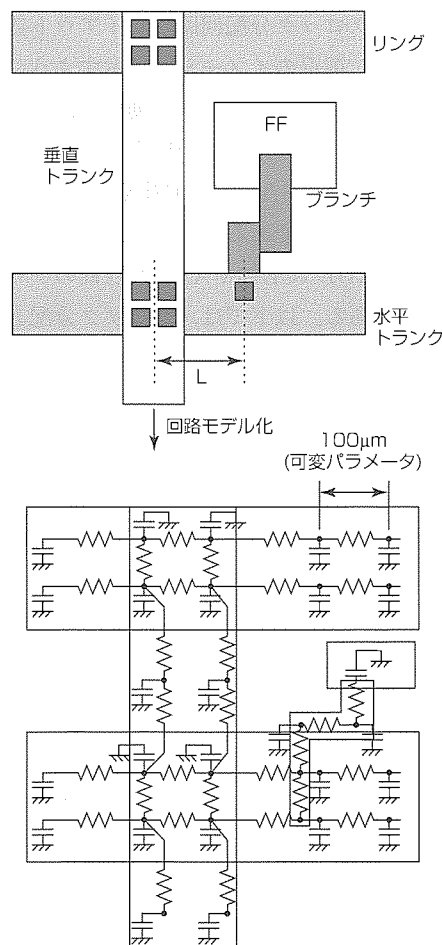 リング
FF
垂直
トランク
ブランチ
水平
トランク
L
回路モデル化
100μm
(可変パラメータ)